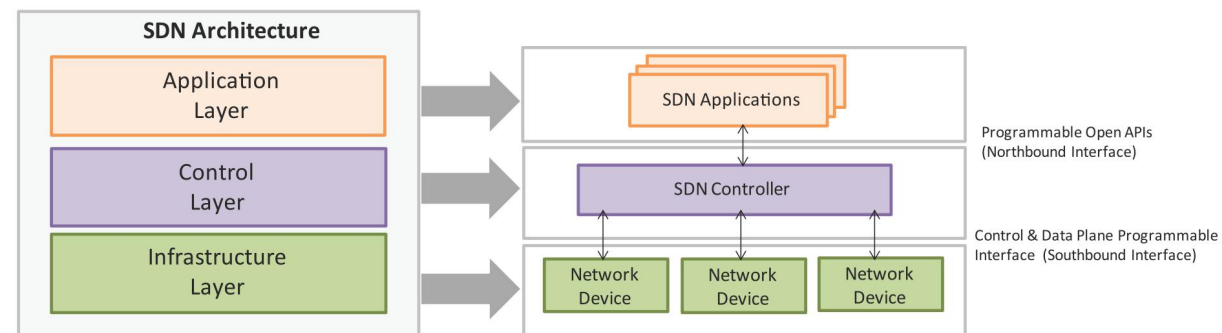 SDN Architecture
Application
Layer
Control
Layer
Infrastructure
Layer
SDN Applications
SDN Controller
Network
Device
Network
Device
Network
Device
Programmable Open APIs
(Northbound Interface)
Control & Data Plane Programmable
Interface (Southbound Interface)